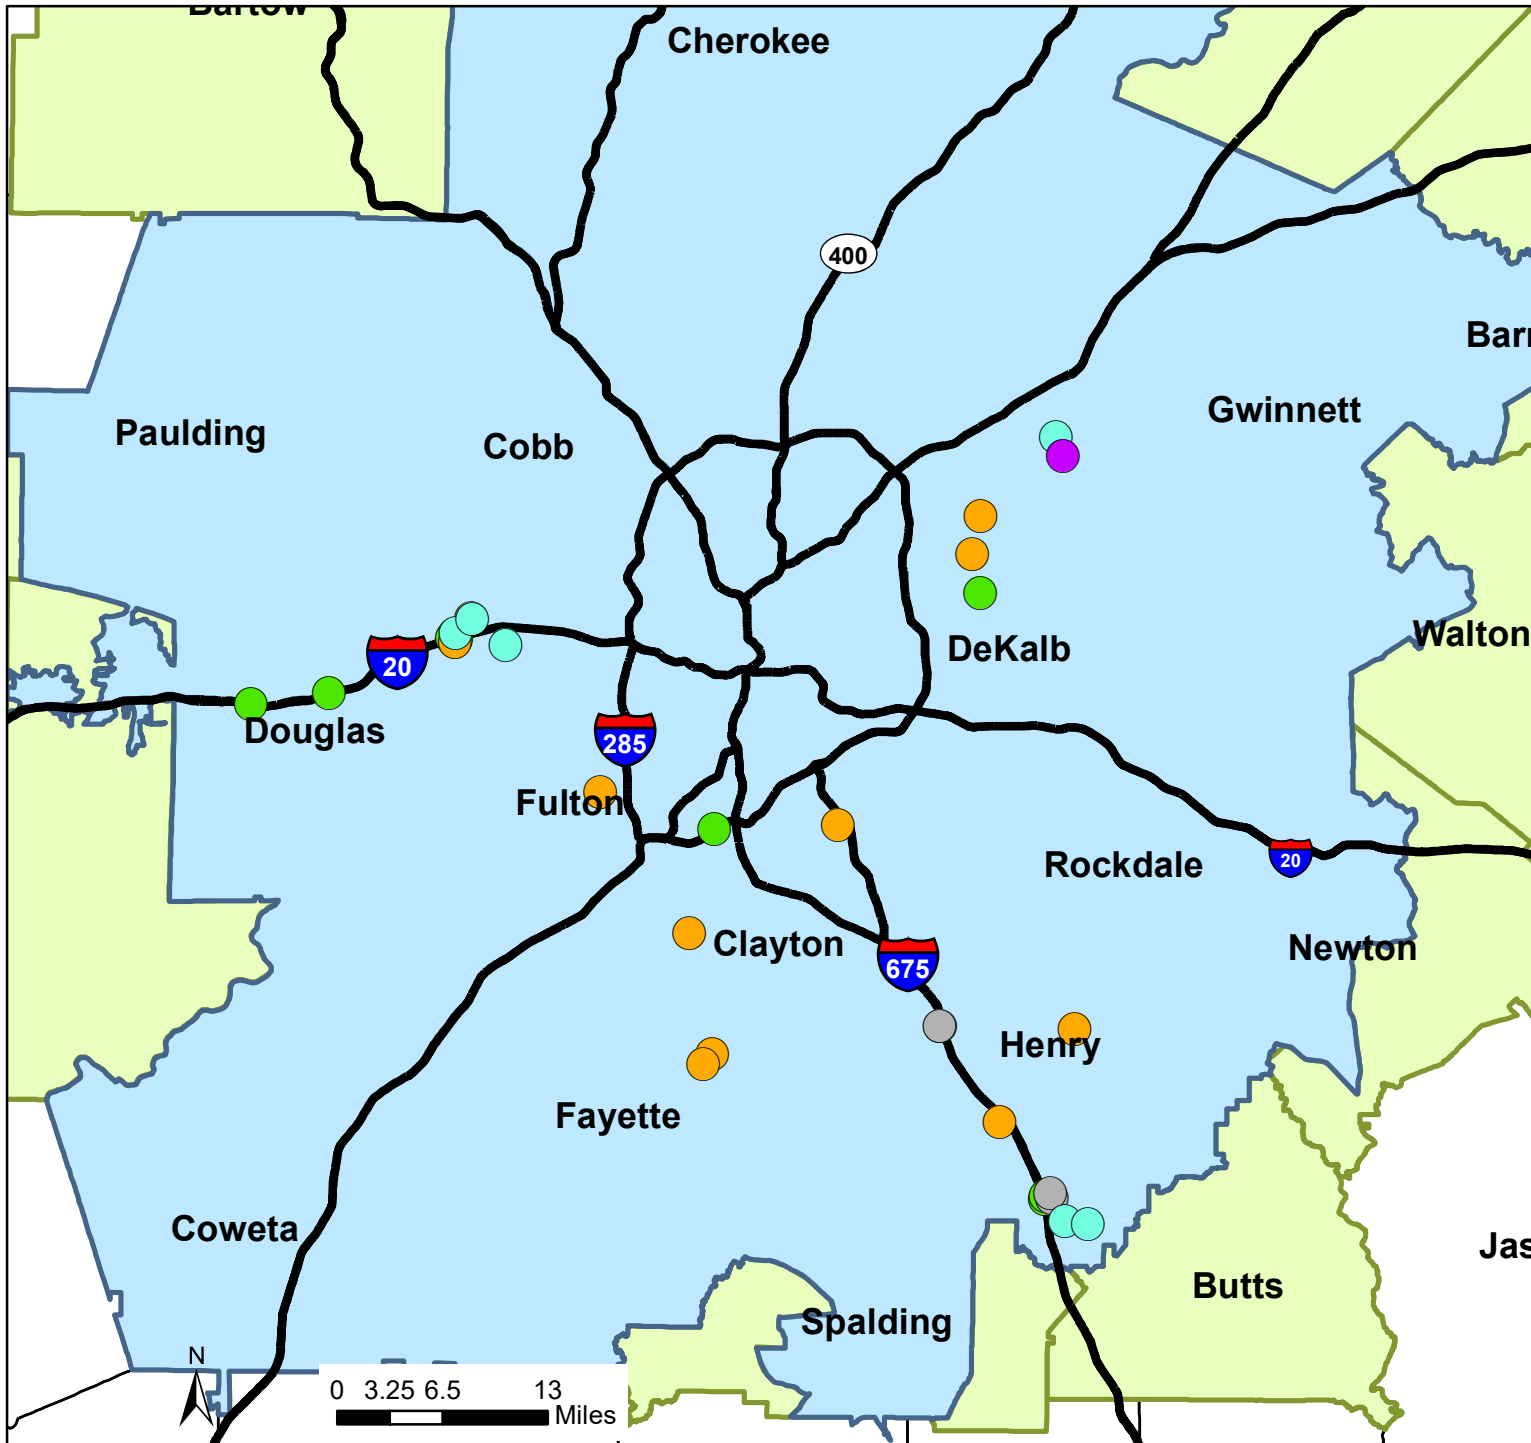 Bartow
Cherokee
400
Barr
Gwinnett
Paulding
Cobb
Walton
DeKalb
20
Douglas
285
Fulton
20
Rockdale
Clayton
Newton
675
Henry
Fayette
Coweta
Jas
Butts
Spalding
N
0 3.25 6.5 13
Miles